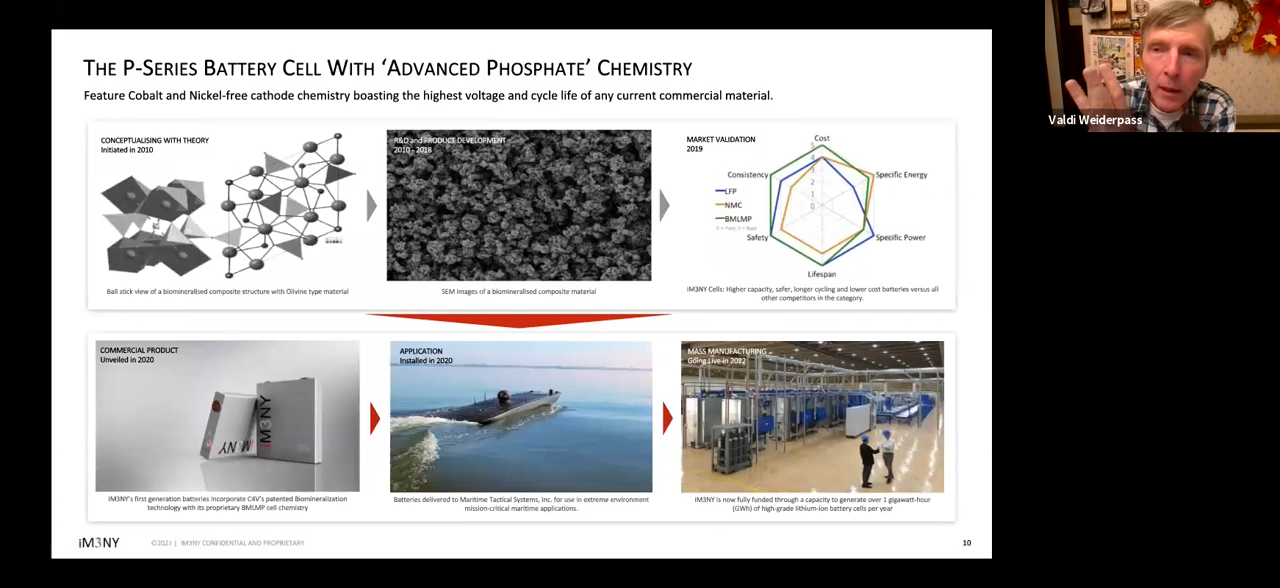 THE P-SERIES BATTERY CELL WITH ‘ADVANCED PHOSPHATE’ CHEMISTRY
Feature Cobalt and Nickel-free cathode chemistry boasting the highest voltage and cycle life of any current commercial material.
CONCEPTUALISING WITH THEORY
Initiated in 2010
Ball stick view of a biomineralised composite structure with Olivine type material
R&D and PRODUCT DEVELOPMENT
2010 - 2018
SEM images of a biomineralised composite material
MARKET VALIDATION
2019
Cost
Specific Energy
Specific Power
Lifespan
Safety
Consistency
5
4
3
2
1
0
LFP
NMC
BMLMP
iM3NY Cells: Higher capacity, safer, longer cycling and lower cost batteries versus all
other competitors in the category.
COMMERCIAL PRODUCT
Unveiled in 2020
iM3NY
iM3NY
iM3NY's first generation batteries incorporate C4V's patented Biomineralization
technology with its proprietary BMLMP cell chemistry
APPLICATION
Installed in 2020
Batteries delivered to Maritime Tactical Systems, Inc. for use in extreme environment
mission-critical maritime applications.
MASS MANUFACTURING
Going Live in 2022
iM3NY is now fully funded through a capacity to generate over 1 gigawatt-hour
(GWh) of high-grade lithium-ion battery cells per year
iM3NY
©2021 | IM3NY CONFIDENTIAL AND PROPRIETARY
10
Valdi Weiderpass